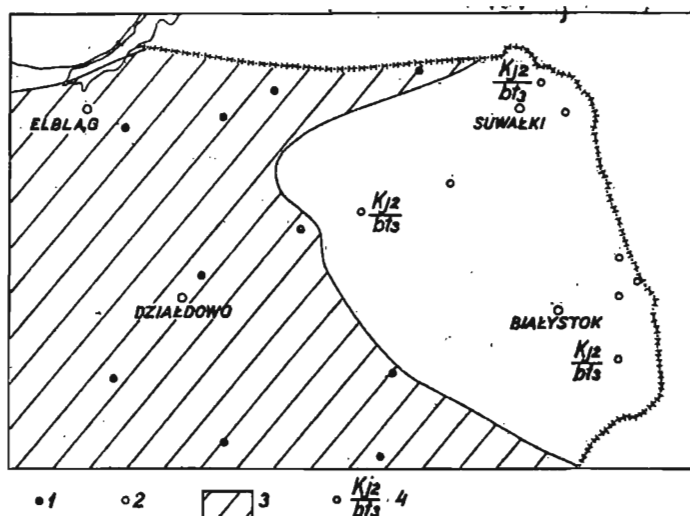 Kj2
bt3
ELBLĄG
SUWAŁKI
Kj2
bt3
DZIAŁDOWO
BIAŁYSTOK
Kj2
bt3
1 2 3 Kj2 4
bt3